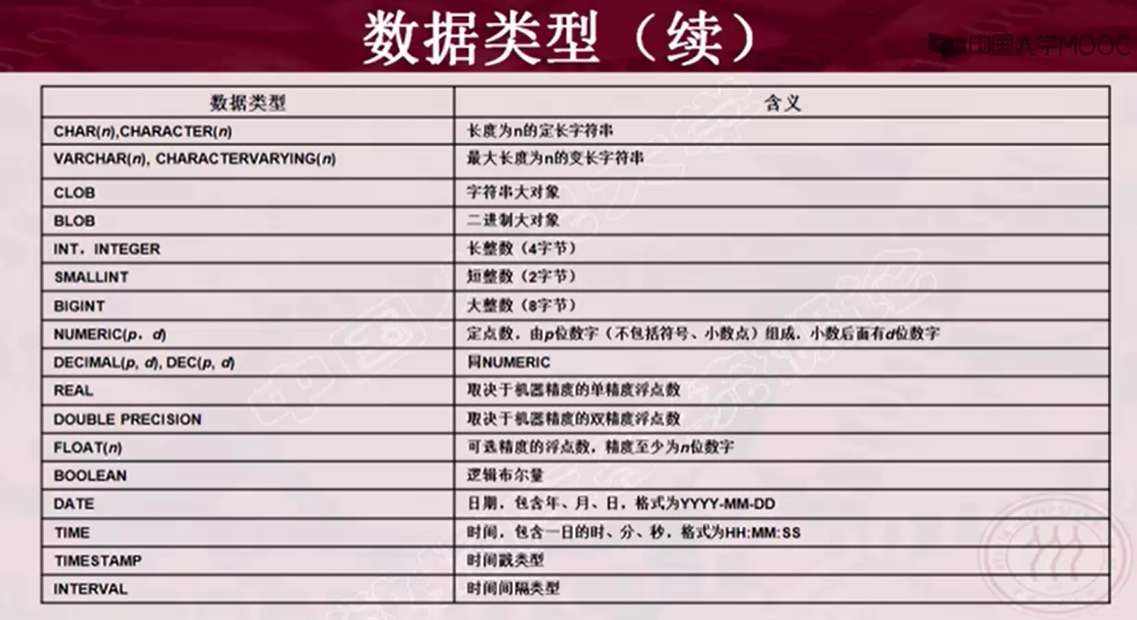 数据类型（续）
中国大学MOOC
数据类型 含义
CHAR(n),CHARACTER(n) 长度为n的定长字符串
VARCHAR(n), CHARACTERVARYING(n) 最大长度为n的变长字符串
CLOB 字符串大对象
BLOB 二进制大对象
INT，INTEGER 长整数（4字节）
SMALLINT 短整数（2字节）
BIGINT 大整数（8字节）
NUMERIC(p，d) 定点数，由p位数字（不包括符号、小数点）组成，小数后面有d位数字
DECIMAL(p, d), DEC(p, d) 同NUMERIC
REAL 取决于机器精度的单精度浮点数
DOUBLE PRECISION 取决于机器精度的双精度浮点数
FLOAT(n) 可选精度的浮点数，精度至少为n位数字
BOOLEAN 逻辑布尔量
DATE 日期，包含年、月、日，格式为YYYY-MM-DD
TIME 时间，包含一日的时、分、秒，格式为HH:MM:SS
TIMESTAMP 时间戳类型
INTERVAL 时间间隔类型